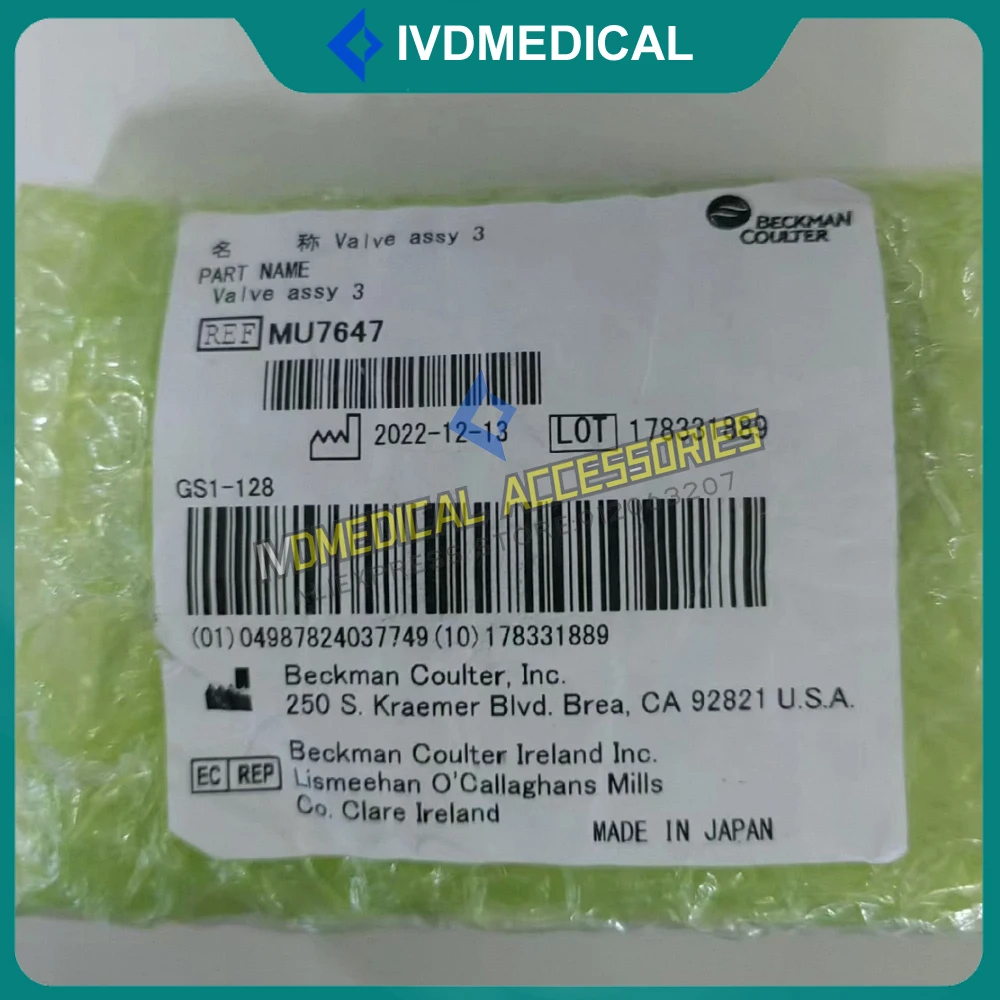 IVDMEDICAL
BECKMAN
COULTER
名 称 Valve assy 3
PART NAME
Valve assy 3
REF MU7647
2022-12-13 LOT 178331889
IVDMEDICAL ACCESSORIES
GS1-128
(01)04987824037749(10)178331889
Beckman Coulter, Inc.
250 S. Kraemer Blvd. Brea, CA 92821 U.S.A.
EC REP
Beckman Coulter Ireland Inc.
Lismeehan O'Callaghans Mills
Co. Clare Ireland
MADE IN JAPAN